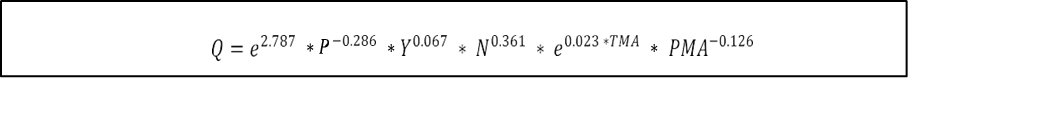 Q = e^{2.787} * P^{-0.286} * Y^{0.067} * N^{0.361} * e^{0.023 *TMA} * PMA^{-0.126}